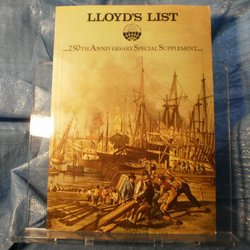 LLOYD'S LIST
250TH ANNIVERSARY SPECIAL SUPPLEMENT